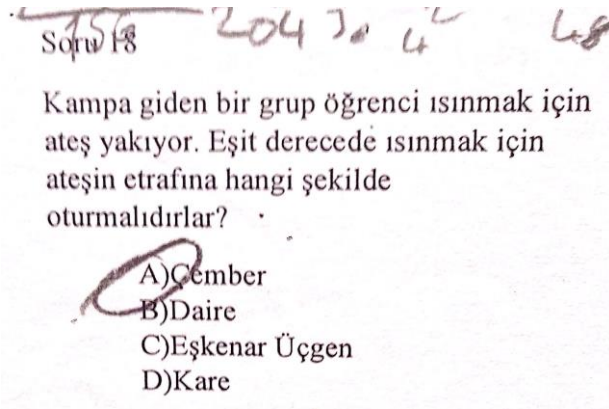 Soru 18
Kampa giden bir grup öğrenci ısınmak için
ateş yakıyor. Eşit derecede ısınmak için
ateşin etrafına hangi şekilde
oturmalıdırlar?
A)Çember
B)Daire
C)Eşkenar Üçgen
D)Kare